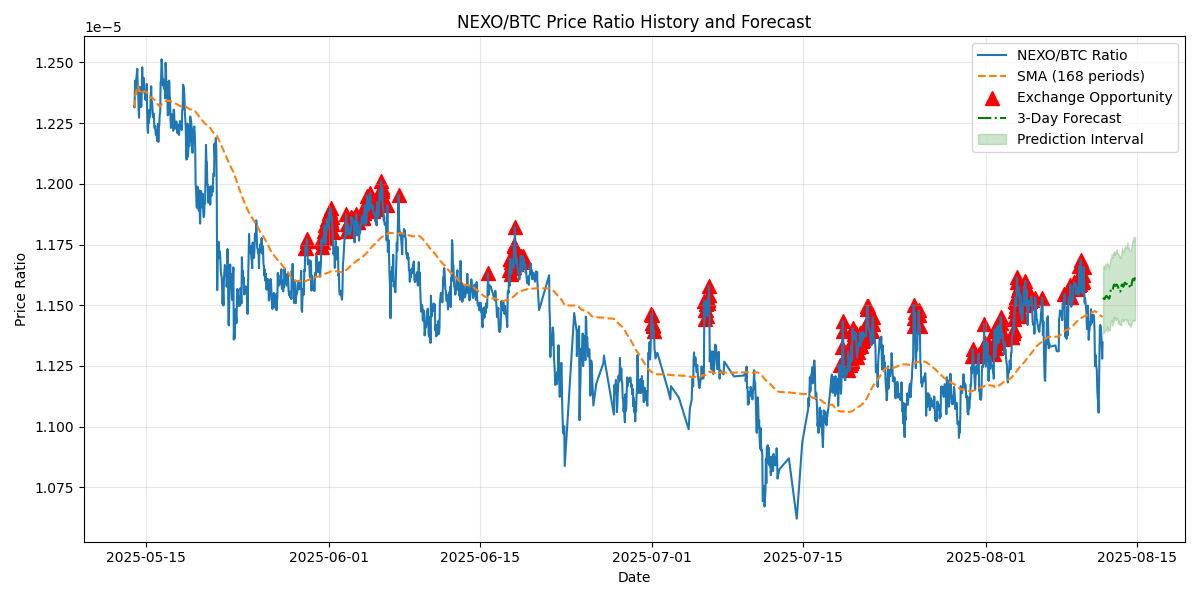 NEXO/BTC Price Ratio History and Forecast
1e−5
NEXO/BTC Ratio
SMA (168 periods)
Exchange Opportunity
3-Day Forecast
Prediction Interval
Price Ratio
1.250
1.225
1.200
1.175
1.150
1.125
1.100
1.075
2025-05-15
2025-06-01
2025-06-15
2025-07-01
2025-07-15
2025-08-01
2025-08-15
Date